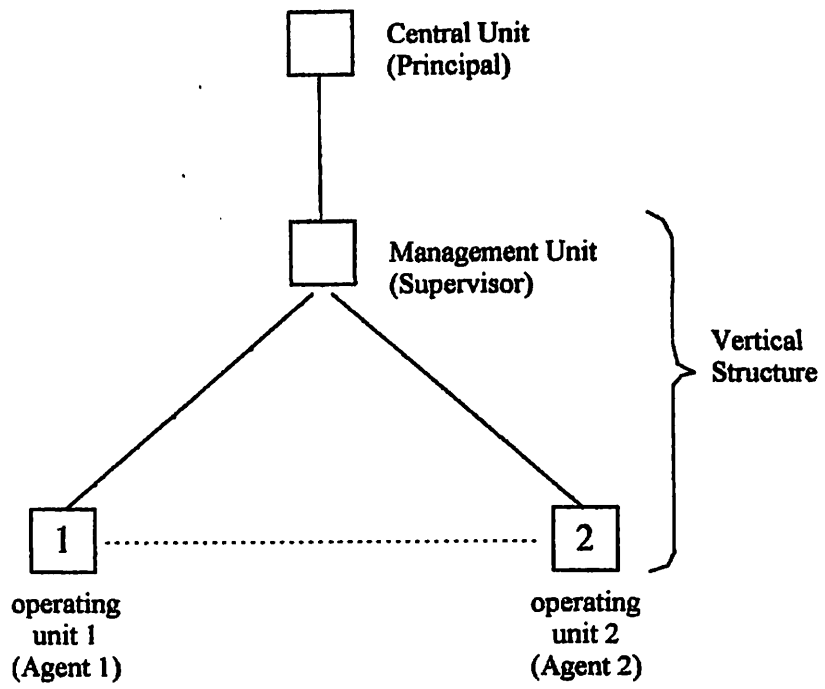 Central Unit
(Principal)
Management Unit
(Supervisor)
Vertical
Structure
1
2
operating
unit 1
(Agent 1)
operating
unit 2
(Agent 2)